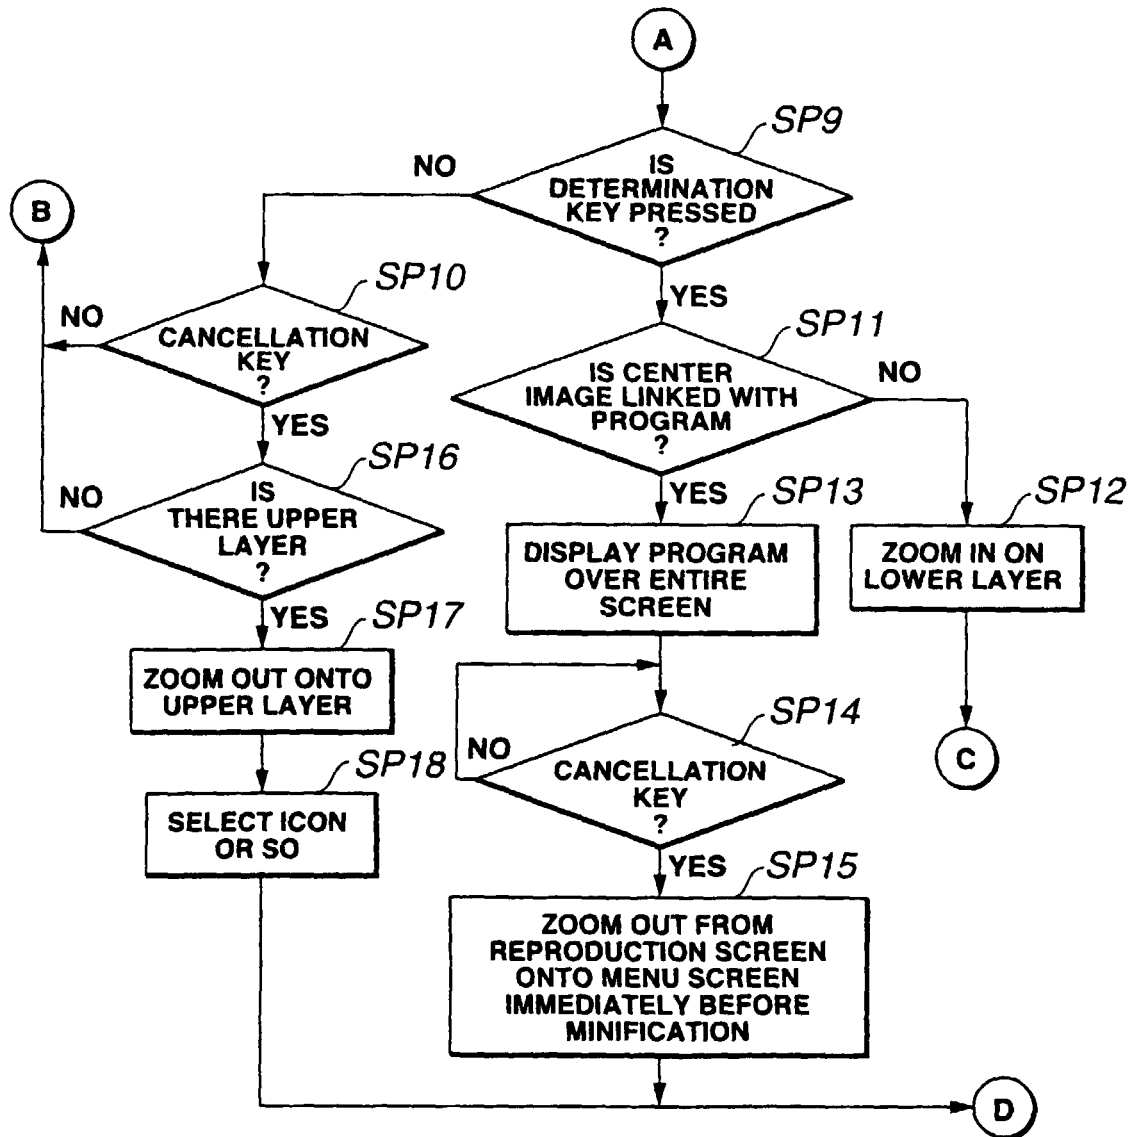 A
SP9
NO
IS
DETERMINATION
KEY PRESSED
?
B
SP10
YES
NO
CANCELLATION
KEY
?
SP11
IS CENTER
IMAGE LINKED WITH
PROGRAM
?
NO
YES
SP16
NO
IS
THERE UPPER
LAYER
?
YES
SP13
SP12
DISPLAY PROGRAM
OVER ENTIRE
SCREEN
ZOOM IN ON
LOWER LAYER
YES
SP17
ZOOM OUT ONTO
UPPER LAYER
SP14
NO
CANCELLATION
KEY
?
C
SP18
SELECT ICON
OR SO
YES
SP15
ZOOM OUT FROM
REPRODUCTION SCREEN
ONTO MENU SCREEN
IMMEDIATELY BEFORE
MINIFICATION
D